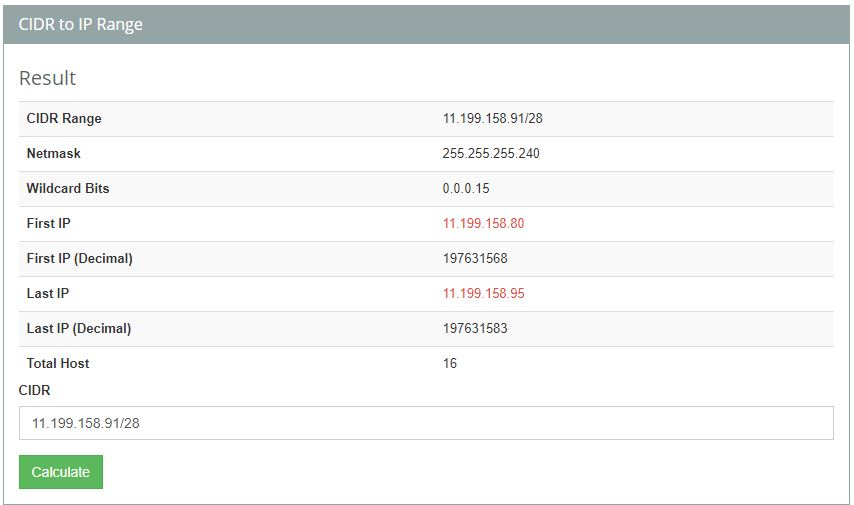 CIDR to IP Range
Result
CIDR Range 11.199.158.91/28
Netmask 255.255.255.240
Wildcard Bits 0.0.0.15
First IP 11.199.158.80
First IP (Decimal) 197631568
Last IP 11.199.158.95
Last IP (Decimal) 197631583
Total Host 16
CIDR
11.199.158.91/28
Calculate